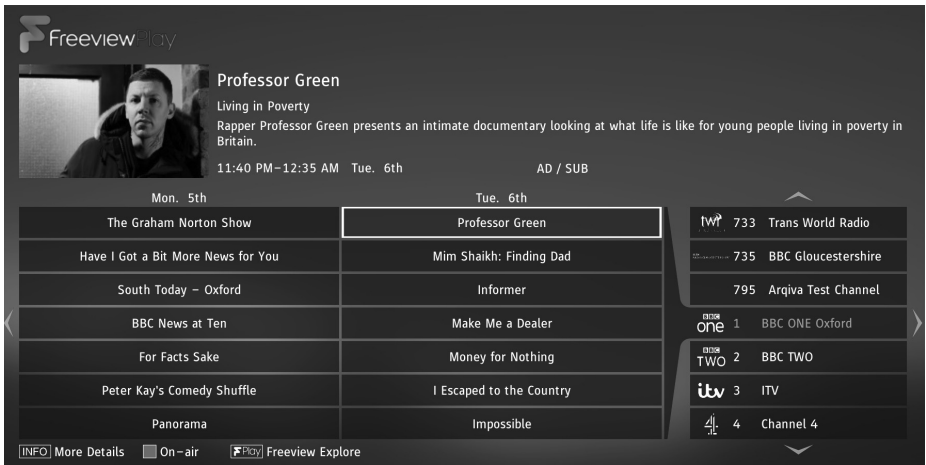 FreeviewPlay
Professor Green
Living in Poverty
Rapper Professor Green presents an intimate documentary looking at what life is like for young people living in poverty in
Britain.
11:40 PM–12:35 AM Tue. 6th AD / SUB
Mon. 5th Tue. 6th
The Graham Norton Show Professor Green twr 733 Trans World Radio
Have I Got a Bit More News for You Mim Shaikh: Finding Dad 735 BBC Gloucestershire
South Today – Oxford Informer 795 Arqiva Test Channel
BBC News at Ten Make Me a Dealer BBC one 1 BBC ONE Oxford
For Facts Sake Money for Nothing BBC TWO 2 BBC TWO
Peter Kay's Comedy Shuffle I Escaped to the Country itv 3 ITV
Panorama Impossible 4 4 Channel 4
INFO More Details On–air Play Freeview Explore